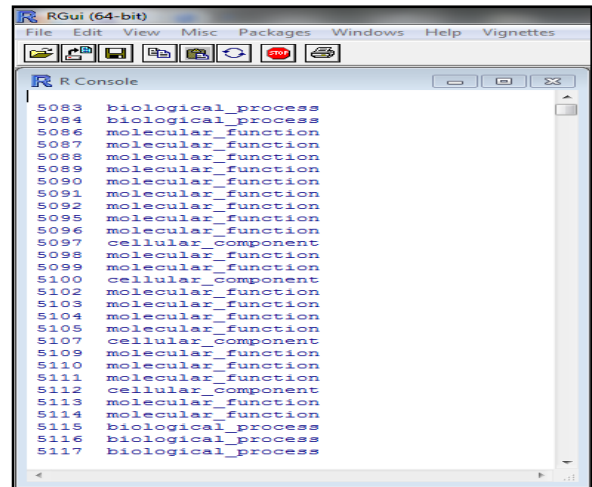 RGui (64-bit)
File Edit View Misc Packages Windows Help Vignettes
STOP
R Console
5083 biological_process
5084 biological_process
5086 molecular_function
5087 molecular_function
5088 molecular_function
5089 molecular_function
5090 molecular_function
5091 molecular_function
5092 molecular_function
5095 molecular_function
5096 molecular_function
5097 cellular_component
5098 molecular_function
5099 molecular_function
5100 cellular_component
5102 molecular_function
5103 molecular_function
5104 molecular_function
5105 molecular_function
5107 cellular_component
5109 molecular_function
5110 molecular_function
5111 molecular_function
5112 cellular_component
5113 molecular_function
5114 molecular_function
5115 biological_process
5116 biological_process
5117 biological_process